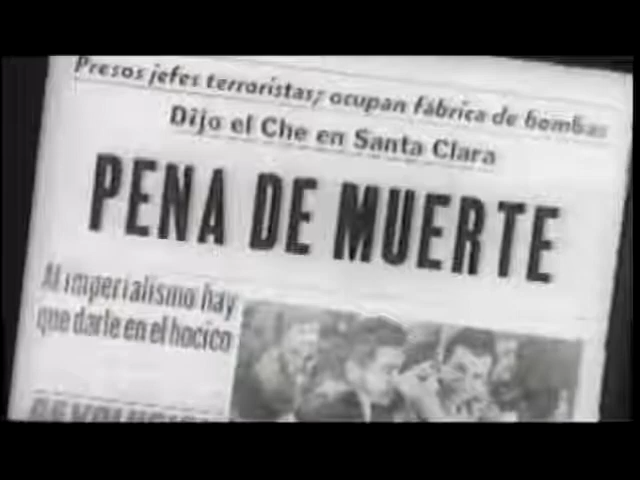 Presos jefes terroristas; ocupan fábrica de bombas
Dijo el Che en Santa Clara
PENA DE MUERTE
Al imperialismo hay
que darle en el hocico